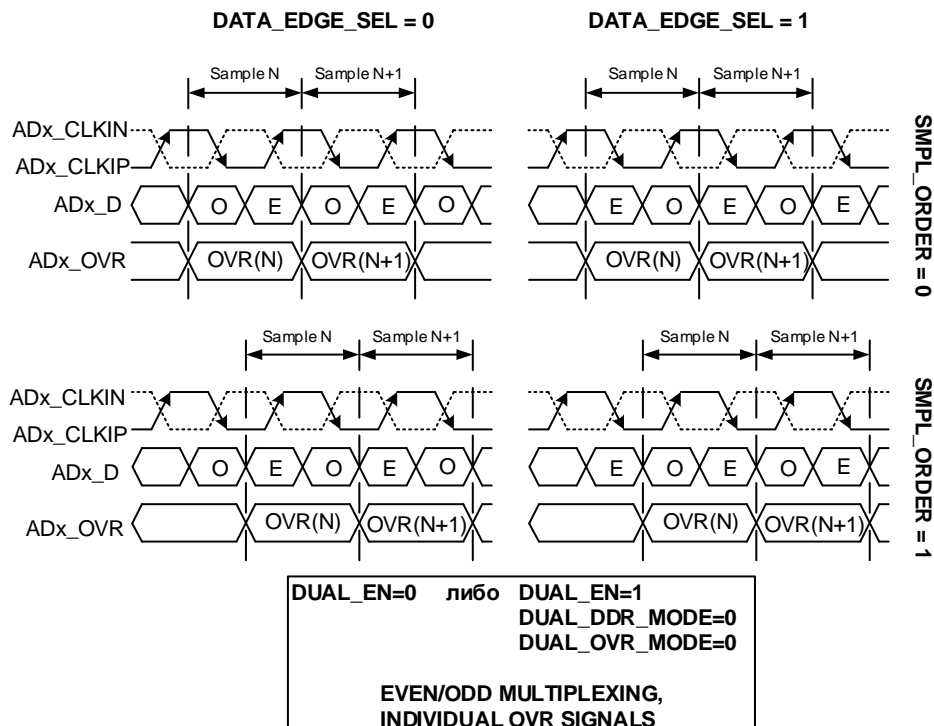 DATA_EDGE_SEL = 0
DATA_EDGE_SEL = 1
Sample N
Sample N+1
Sample N
Sample N+1
ADx_CLKIN
ADx_CLKIP
ADx_D
O E O E O
E O E O E
ADx_OVR
OVR(N) OVR(N+1)
OVR(N) OVR(N+1)
SMPL_ORDER = 0
Sample N
Sample N+1
Sample N
Sample N+1
ADx_CLKIN
ADx_CLKIP
ADx_D
O E O E O
E O E O E
ADx_OVR
OVR(N) OVR(N+1)
OVR(N) OVR(N+1)
SMPL_ORDER = 1
DUAL_EN=0 либо DUAL_EN=1
DUAL_DDR_MODE=0
DUAL_OVR_MODE=0
EVEN/ODD MULTIPLEXING,
INDIVIDUAL OVR SIGNALS